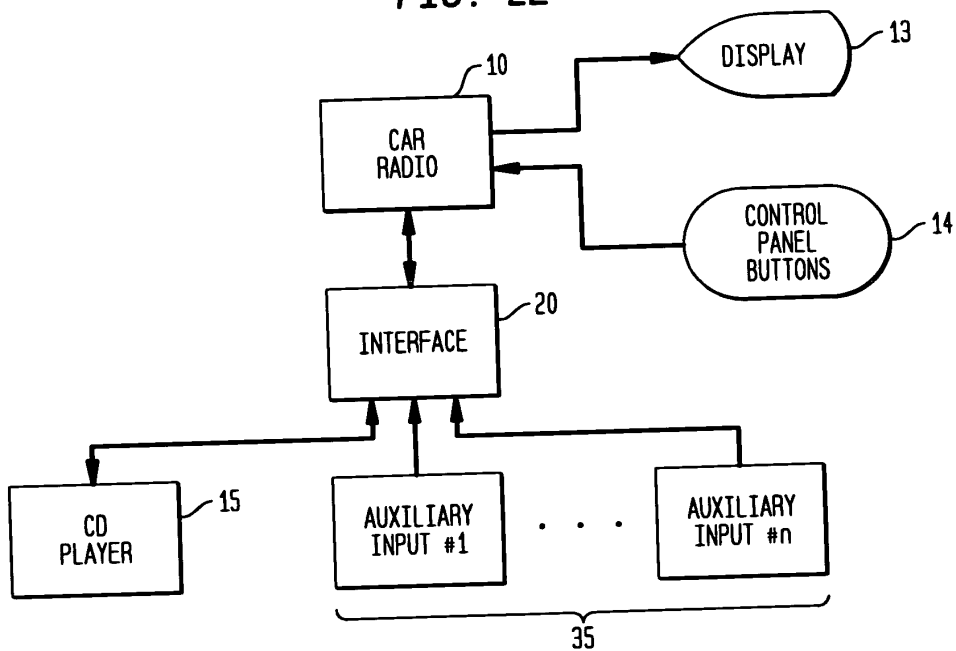 10
CAR
RADIO
DISPLAY
13
CONTROL
PANEL
BUTTONS
14
INTERFACE
20
CD
PLAYER
15
AUXILIARY
INPUT #1
. . .
AUXILIARY
INPUT #n
35